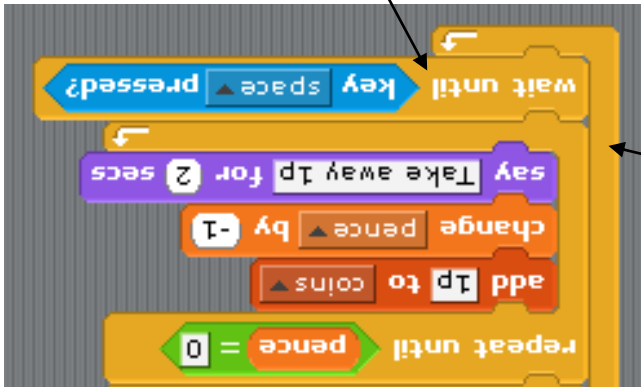 repeat until pence = 0
add 1p to coins
change pence by -1
say Take away 1p for 2 secs
wait until key space pressed?